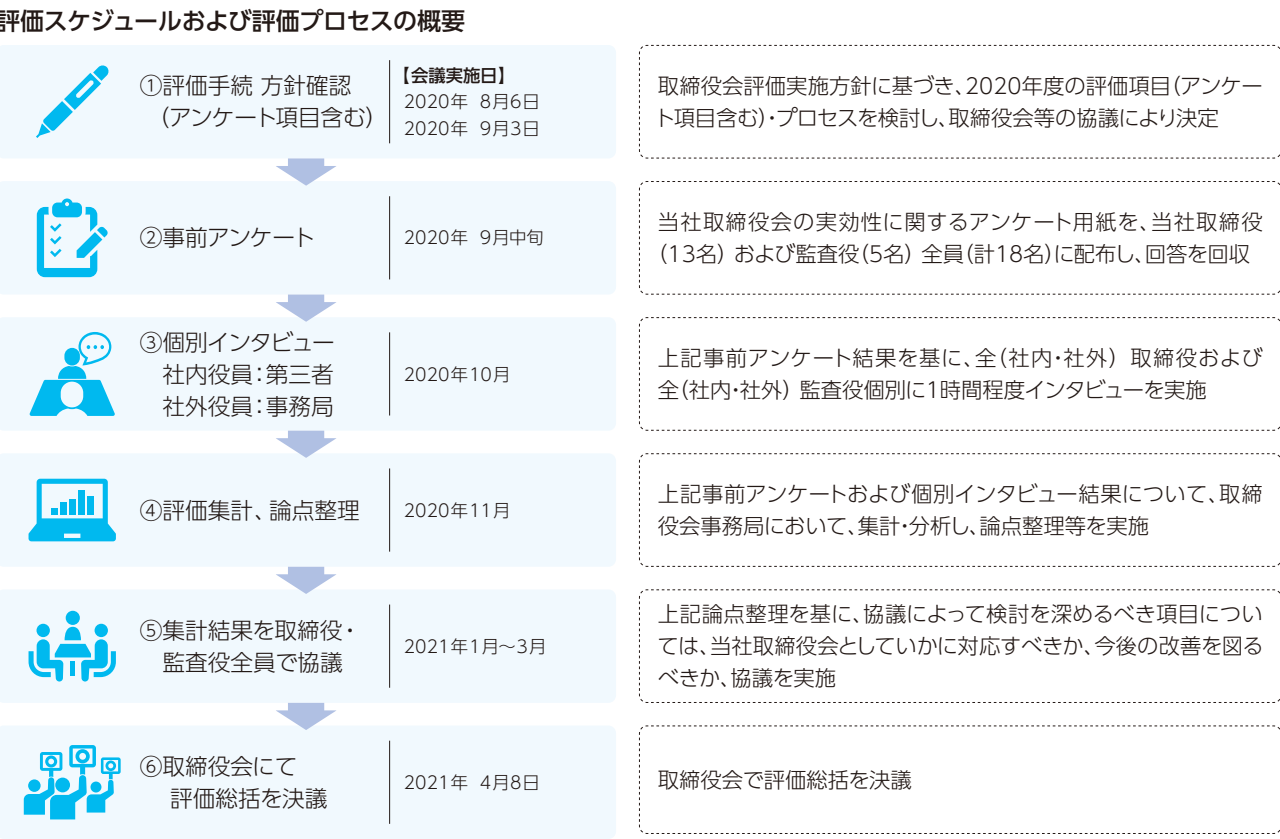 評価スケジュールおよび評価プロセスの概要
①評価手続 方針確認
(アンケート項目含む)
【会議実施日】
2020年 8月6日
2020年 9月3日
取締役会評価実施方針に基づき、2020年度の評価項目(アンケー
ト項目含む)・プロセスを検討し、取締役会等の協議により決定
②事前アンケート
2020年 9月中旬
当社取締役会の実効性に関するアンケート用紙を、当社取締役
(13名) および監査役(5名) 全員(計18名)に配布し、回答を回収
③個別インタビュー
社内役員:第三者
社外役員:事務局
2020年10月
上記事前アンケート結果を基に、全(社内・社外) 取締役および
全(社内・社外) 監査役個別に1時間程度インタビューを実施
④評価集計、論点整理
2020年11月
上記事前アンケートおよび個別インタビュー結果について、取締
役会事務局において、集計・分析し、論点整理等を実施
⑤集計結果を取締役・
監査役全員で協議
2021年1月~3月
上記論点整理を基に、協議によって検討を深めるべき項目につい
ては、当社取締役会としていかに対応すべきか、今後の改善を図る
べきか、協議を実施
⑥取締役会にて
評価総括を決議
2021年 4月8日
取締役会で評価総括を決議